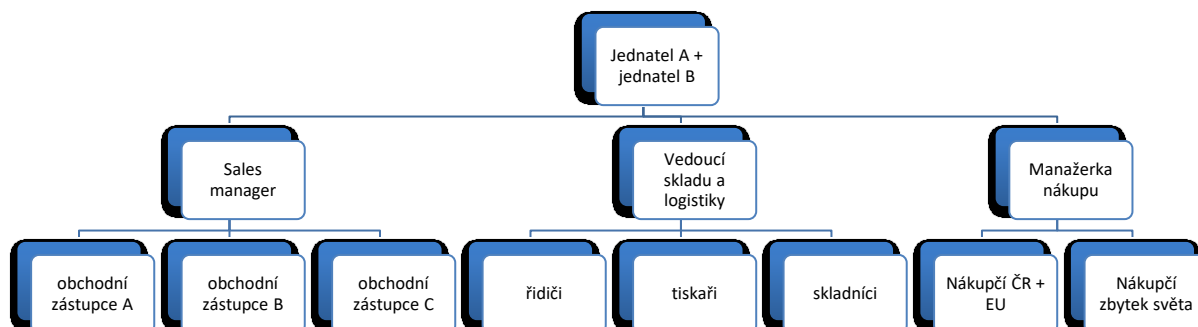 Jednatel A +
jednatel B
Sales
manager
Vedoucí
skladu a
logistiky
Manažerka
nákupu
obchodní
zástupce A
obchodní
zástupce B
obchodní
zástupce C
řidiči
tiskaři
skladníci
Nákupčí ČR +
EU
Nákupčí
zbytek světa